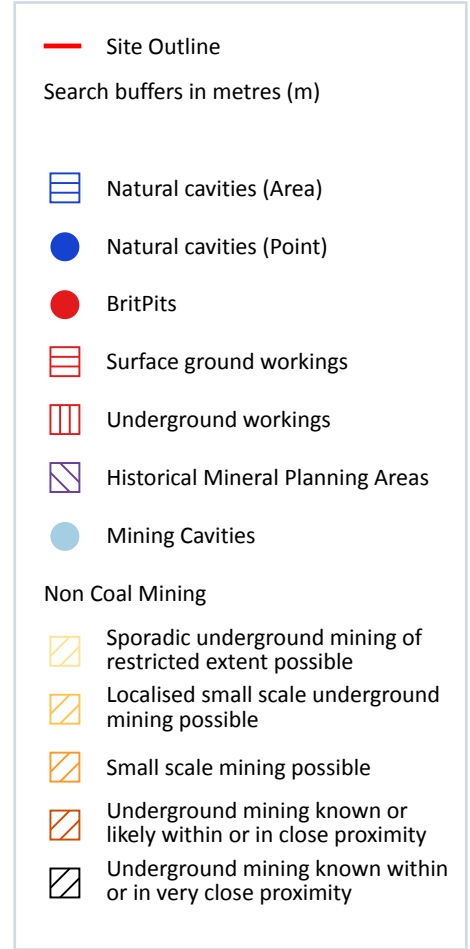 Site Outline
Search buffers in metres (m)
Natural cavities (Area)
Natural cavities (Point)
BritPits
Surface ground workings
Underground workings
Historical Mineral Planning Areas
Mining Cavities
Non Coal Mining
Sporadic underground mining of
restricted extent possible
Localised small scale underground
mining possible
Small scale mining possible
Underground mining known or
likely within or in close proximity
Underground mining known within
or in very close proximity